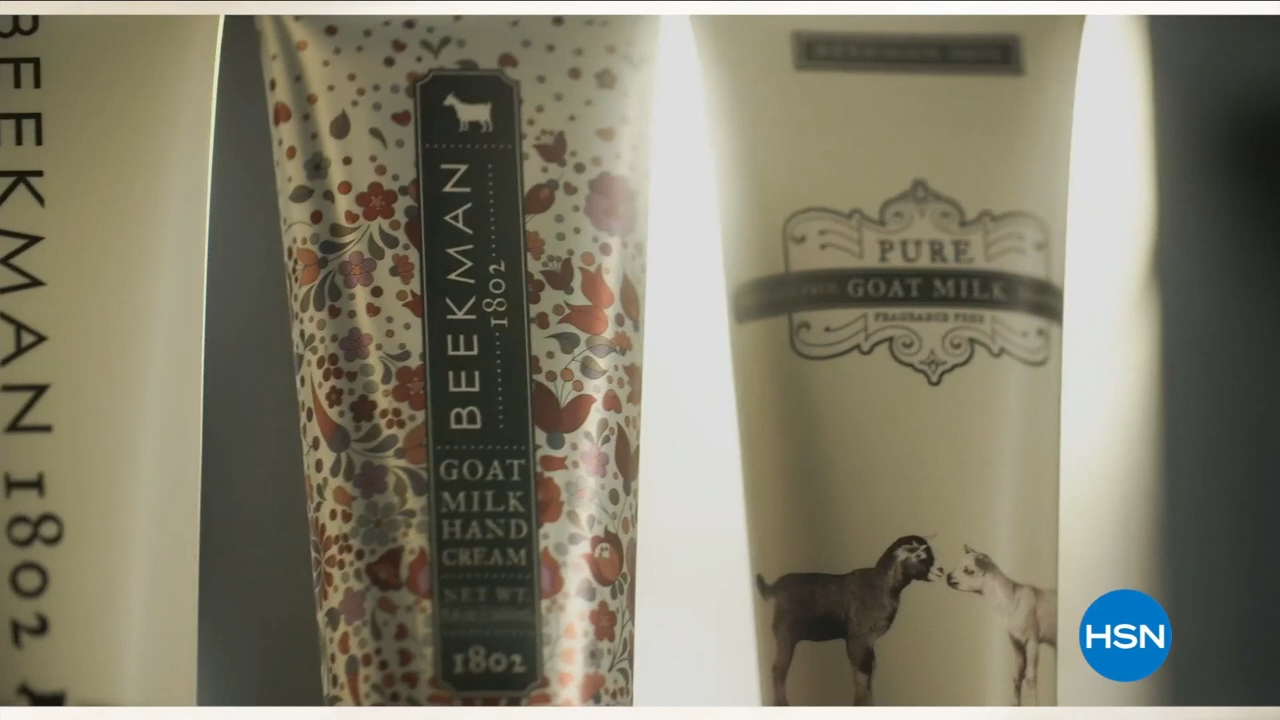 BEEKMAN 1802
BEEKMAN
1802
GOAT
MILK
HAND
CREAM
NET WT
1802
PURE
GOAT MILK
FRAGRANCE FREE
HSN